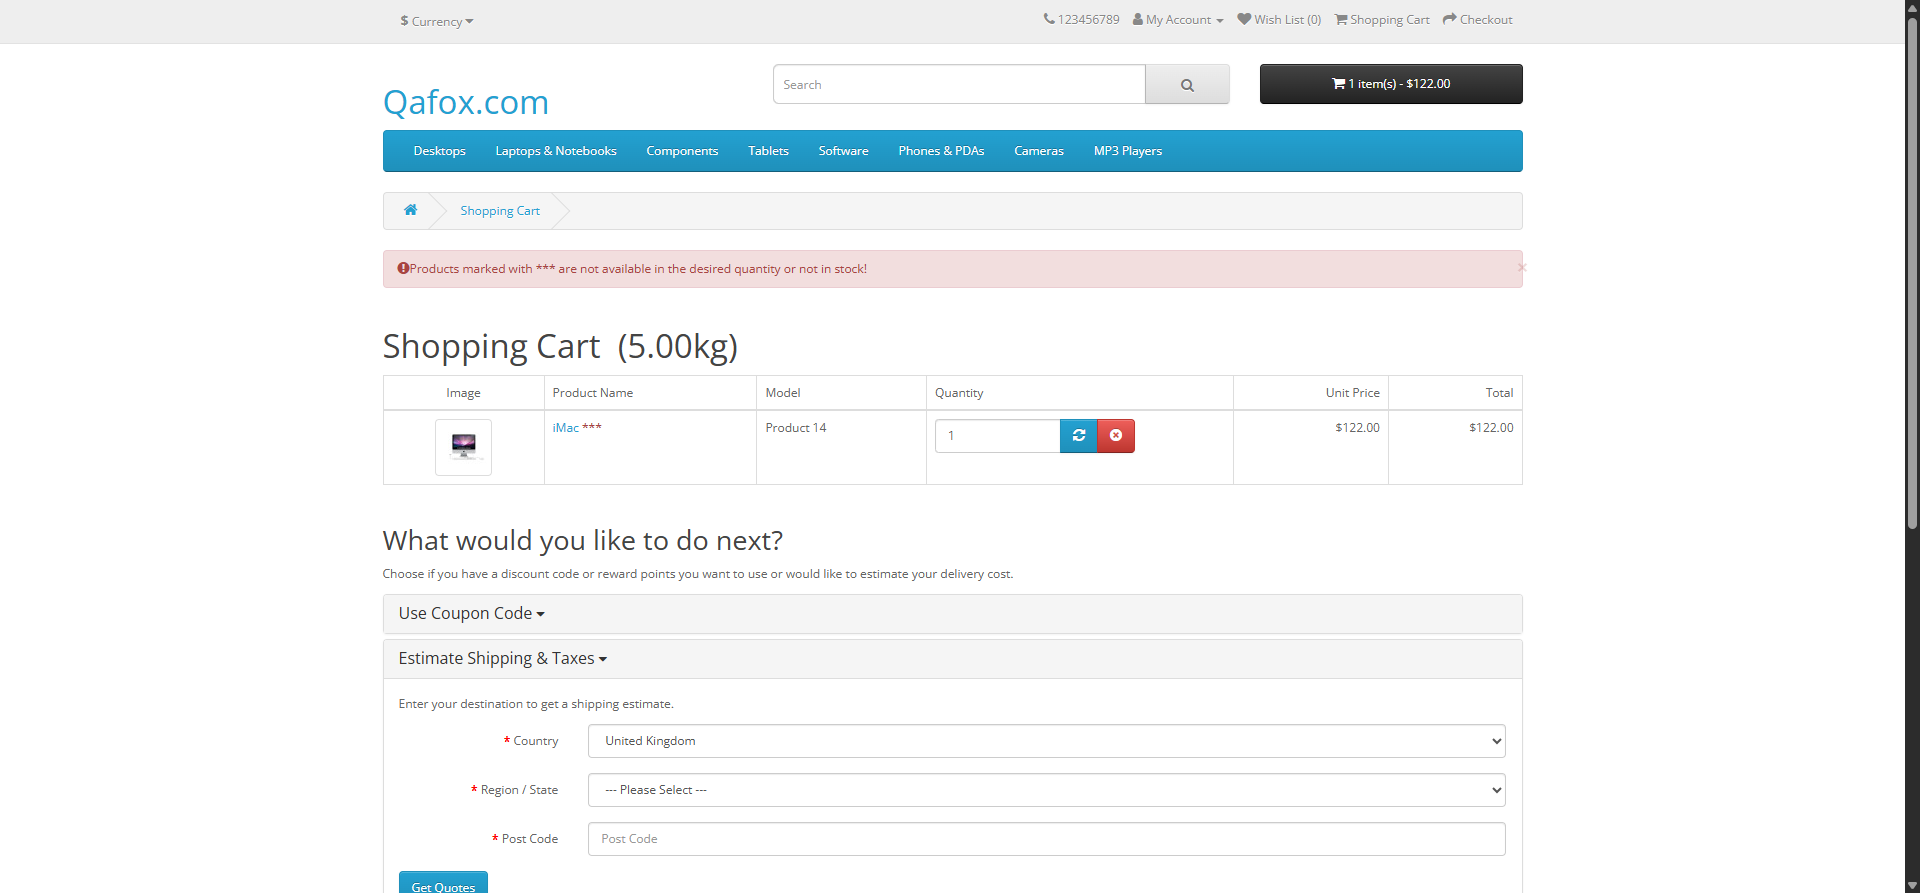 $ Currency
123456789 My Account Wish List (0) Shopping Cart Checkout
Qafox.com
Search
1 item(s) - $122.00
Desktops Laptops & Notebooks Components Tablets Software Phones & PDAs Cameras MP3 Players
Shopping Cart
Products marked with *** are not available in the desired quantity or not in stock!
×
Shopping Cart (5.00kg)
Image Product Name Model Quantity Unit Price Total
iMac *** Product 14 1 $122.00 $122.00
What would you like to do next?
Choose if you have a discount code or reward points you want to use or would like to estimate your delivery cost.
Use Coupon Code
Estimate Shipping & Taxes
Enter your destination to get a shipping estimate.
* Country United Kingdom
* Region / State --- Please Select ---
* Post Code Post Code
Get Quotes